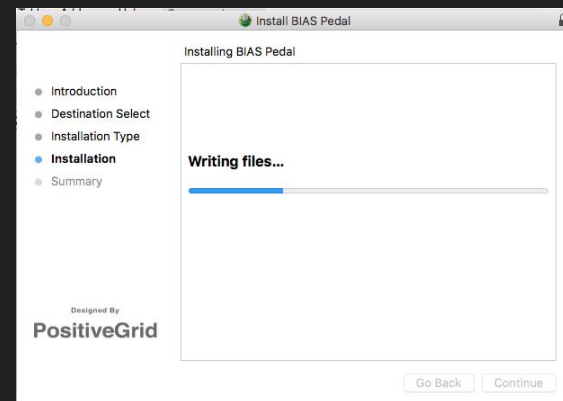 Install BIAS Pedal
Installing BIAS Pedal
Introduction
Destination Select
Installation Type
Installation
Summary
Writing files...
Designed By
PositiveGrid
Go Back
Continue